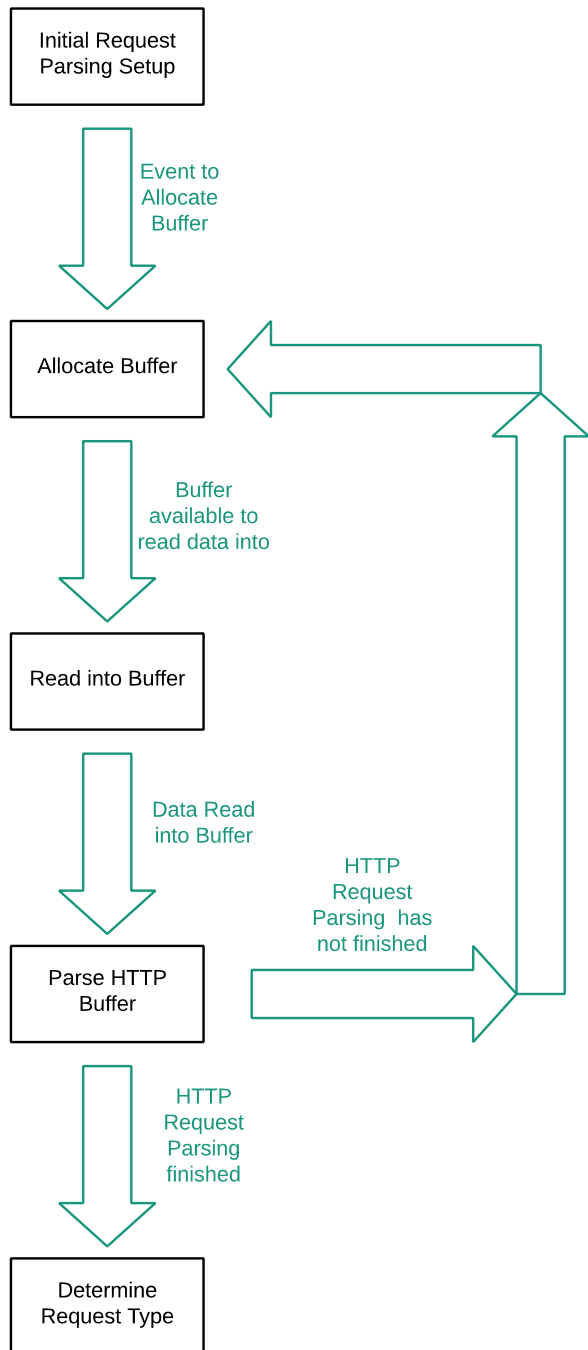 Initial Request
Parsing Setup
Event to
Allocate
Buffer
Allocate Buffer
Buffer
available to
read data into
Read into Buffer
Data Read
into Buffer
HTTP
Request
Parsing  has
not finished
Parse HTTP
Buffer
HTTP
Request
Parsing
finished
Determine
Request Type